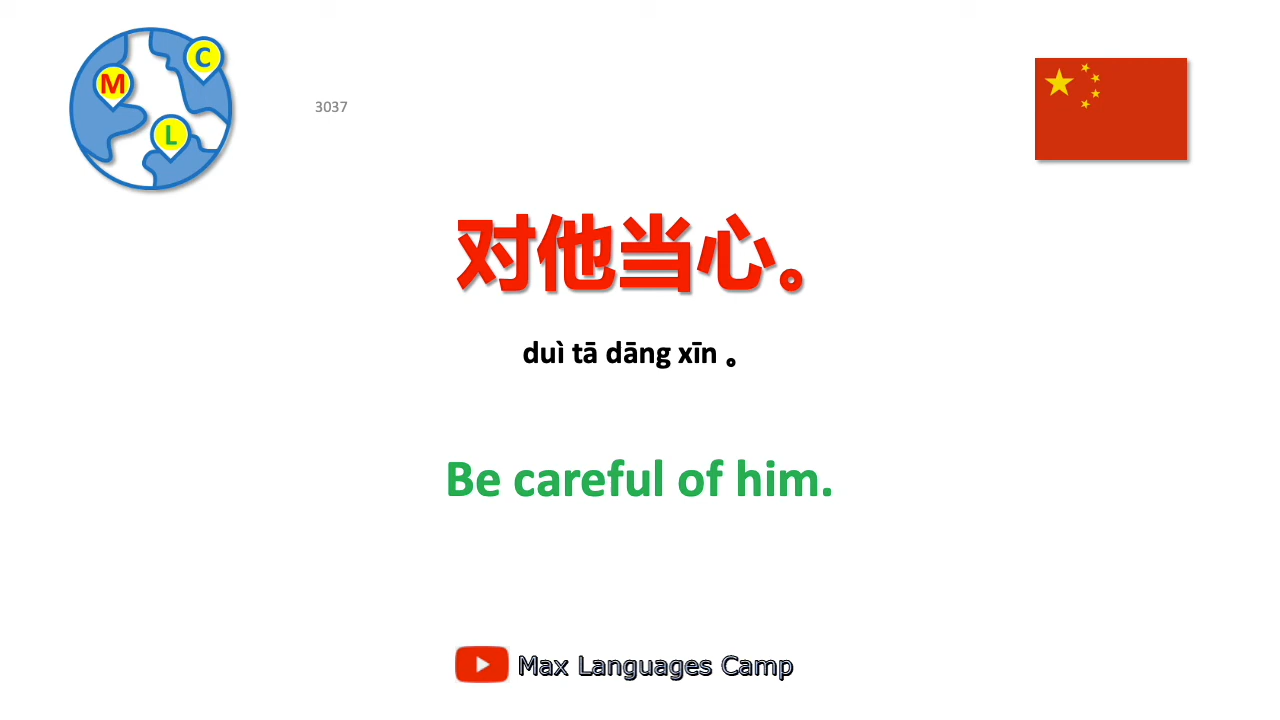 C
M
L
3037
对他当心。
duì tā dāng xīn 。
Be careful of him.
Max Languages Camp